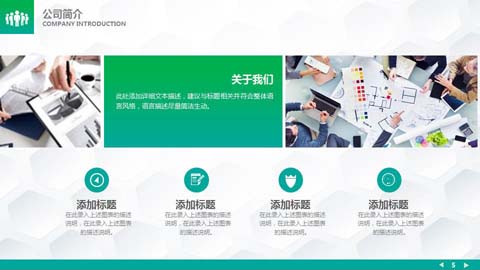 公司简介
COMPANY INTRODUCTION
关于我们
此处添加详细文本描述，建议与标题相关并符合整体语
言风格，语言描述尽量简洁生动。
添加标题
在此录入上述图表的描述
说明，在此录入上述图表
的描述说明。
添加标题
在此录入上述图表的描述
说明，在此录入上述图表
的描述说明。
添加标题
在此录入上述图表的描述
说明，在此录入上述图表
的描述说明。
添加标题
在此录入上述图表的描述
说明，在此录入上述图表
的描述说明。
5